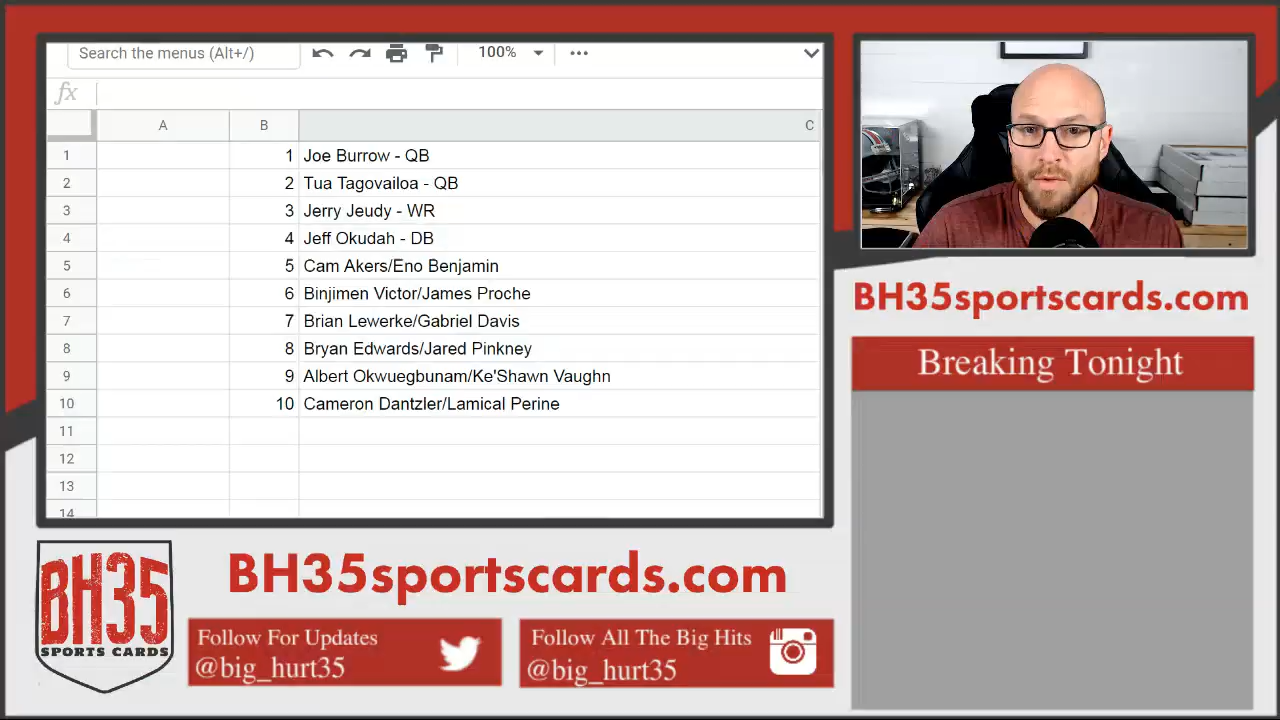 Search the menus (Alt+/)
100%
fx
A B C
1 1 Joe Burrow - QB
2 2 Tua Tagovailoa - QB
3 3 Jerry Jeudy - WR
4 4 Jeff Okudah - DB
5 5 Cam Akers/Eno Benjamin
6 6 Binjimen Victor/James Proche
7 7 Brian Lewerke/Gabriel Davis
8 8 Bryan Edwards/Jared Pinkney
9 9 Albert Okwuegbunam/Ke'Shawn Vaughn
10 10 Cameron Dantzler/Lamical Perine
11
12
13
14
BH35sportscards.com
Breaking Tonight
BH35
SPORTS CARDS
BH35sportscards.com
Follow For Updates
@big_hurt35
Follow All The Big Hits
@big_hurt35